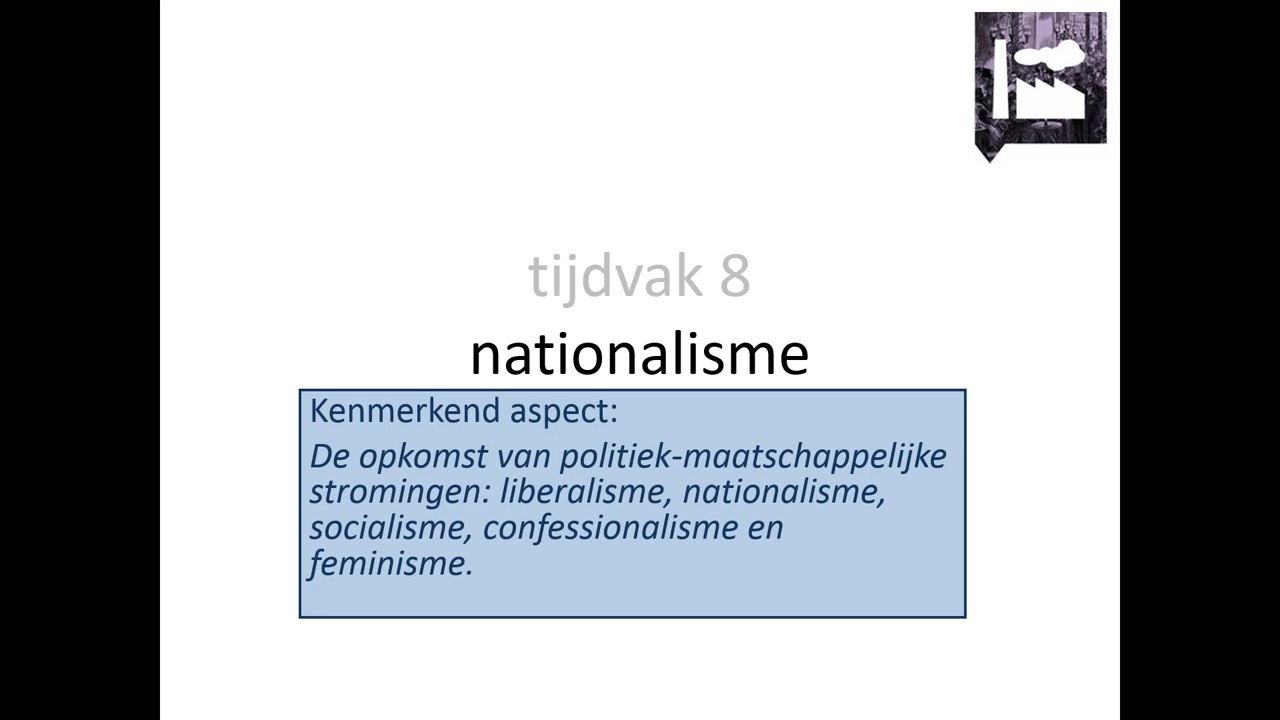 tijdvak 8
nationalisme
Kenmerkend aspect:
De opkomst van politiek-maatschappelijke
stromingen: liberalisme, nationalisme,
socialisme, confessionalisme en
feminisme.